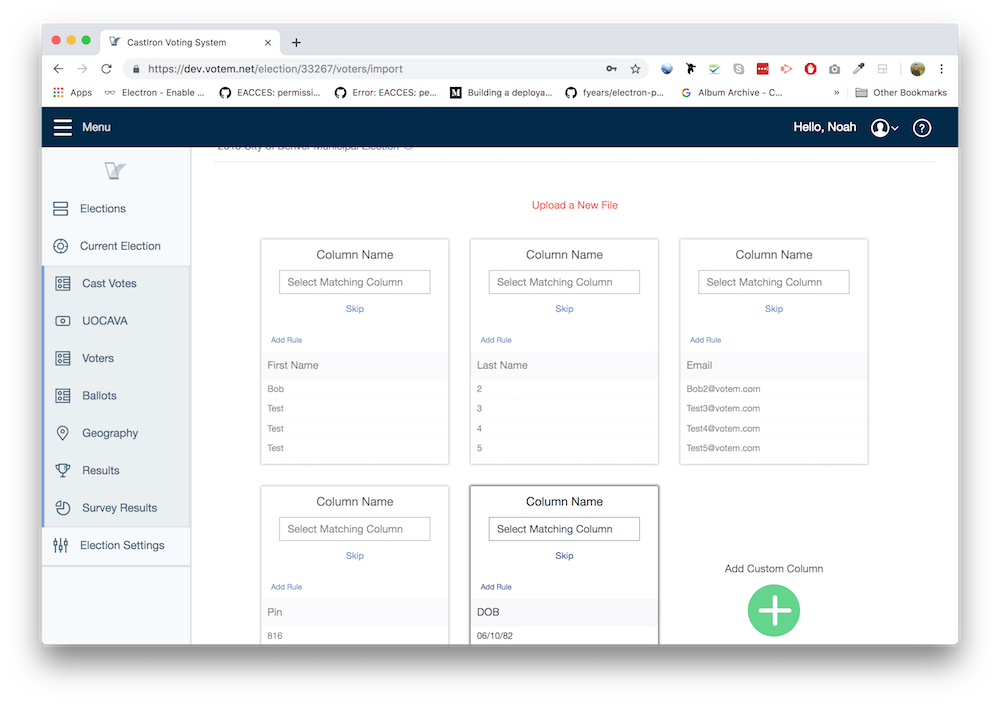 CastIron Voting System
https://dev.votem.net/election/33267/voters/import
Apps Electron - Enable ... EACCES: permissi... Error: EACCES: pe... Building a deploya... fyears/electron-p... Album Archive - C... » Other Bookmarks
Menu
Hello, Noah
2018 City of Denver Municipal Election
Elections
Current Election
Cast Votes
UOCAVA
Voters
Ballots
Geography
Results
Survey Results
Election Settings
Upload a New File
Column Name
Select Matching Column
Skip
Add Rule
First Name
Bob
Test
Test
Test
Column Name
Select Matching Column
Skip
Add Rule
Last Name
2
3
4
5
Column Name
Select Matching Column
Skip
Add Rule
Email
Bob2@votem.com
Test3@votem.com
Test4@votem.com
Test5@votem.com
Column Name
Select Matching Column
Skip
Add Rule
Pin
816
Column Name
Select Matching Column
Skip
Add Rule
DOB
06/10/82
Add Custom Column